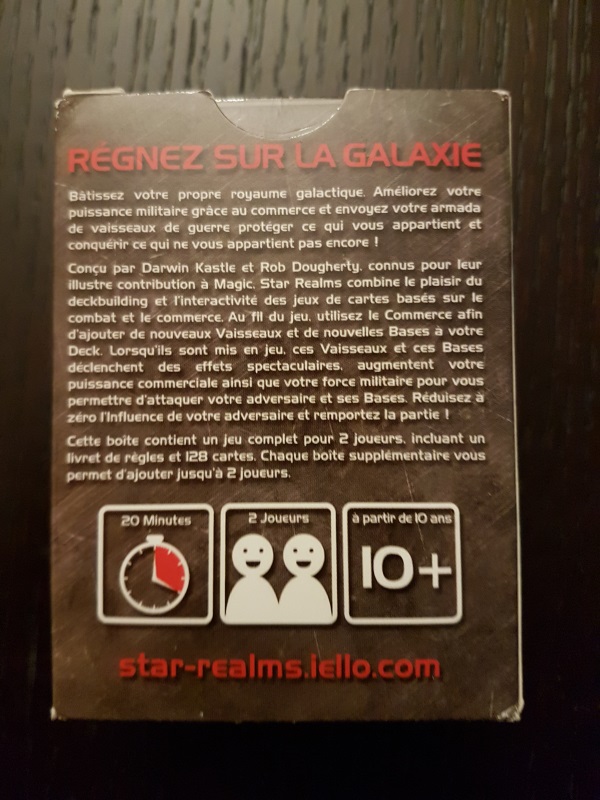 RÉGNEZ SUR LA GALAXIE
Bâtissez votre propre royaume galactique. Améliorez votre
puissance militaire grâce au commerce et envoyez votre armada
de vaisseaux de guerre protéger ce qui vous appartient et
conquérir ce qui ne vous appartient pas encore !
Conçu par Darwin Kastle et Rob Dougherty, connus pour leur
illustre contribution à Magic, Star Realms combine le plaisir du
deckbuilding et l'interactivité des jeux de cartes basés sur le
combat et le commerce. Au fil du jeu, utilisez le Commerce afin
d'ajouter de nouveaux Vaisseaux et de nouvelles Bases à votre
Deck. Lorsqu'ils sont mis en jeu, ces Vaisseaux et ces Bases
déclenchent des effets spectaculaires, augmentent votre
puissance commerciale ainsi que votre force militaire pour vous
permettre d'attaquer votre adversaire et ses Bases. Réduisez à
zéro l'Influence de votre adversaire et remportez la partie !
Cette boîte contient un jeu complet pour 2 joueurs, incluant un
livret de règles et 128 cartes. Chaque boîte supplémentaire vous
permet d'ajouter jusqu'à 2 joueurs.
20 Minutes
2 Joueurs
à partir de 10 ans
10+
star-realms.iello.com